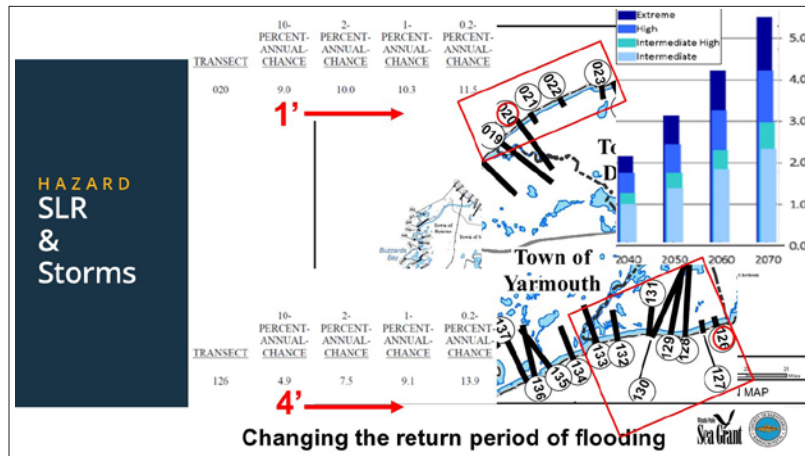 HAZARD
SLR
&
Storms
10- 2- 1- 0.2-
PERCENT- PERCENT- PERCENT- PERCENT-
ANNUAL- ANNUAL- ANNUAL- ANNUAL-
TRANSECT CHANCE CHANCE CHANCE CHANCE
020 9.0 10.0 10.3 11.5
1’
019
020
021
022
023
To
D
Town of
Yarmouth
Buzzards
Bay
Extreme
High
Intermediate High
Intermediate
5.0
4.0
3.0
2.0
1.0
0.0
2040 2050 2060 2070
10- 2- 1- 0.2-
PERCENT- PERCENT- PERCENT- PERCENT-
ANNUAL- ANNUAL- ANNUAL- ANNUAL-
TRANSECT CHANCE CHANCE CHANCE CHANCE
126 4.9 7.5 9.1 13.9
4’
137
136
135
134
133
132
131
130
129
128
127
126
MAP
Changing the return period of flooding
Sea Grant